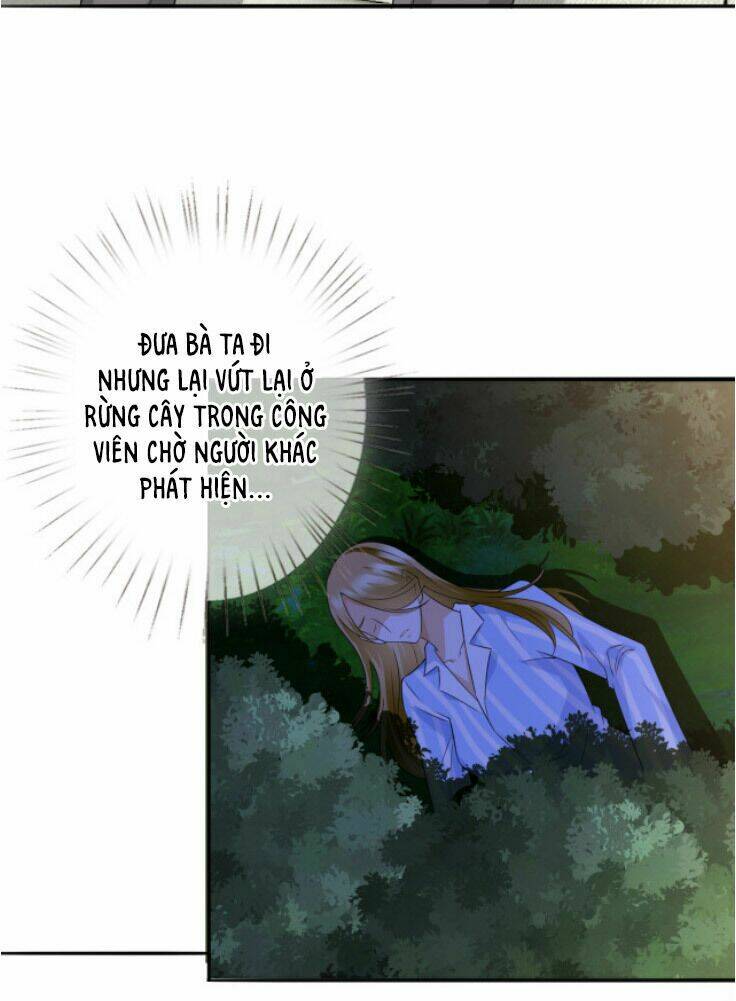 ĐƯA BÀ TA ĐI
NHƯNG LẠI VỨT LẠI Ở
RỪNG CÂY TRONG CÔNG
VIÊN CHỜ NGƯỜI KHÁC
PHÁT HIỆN...